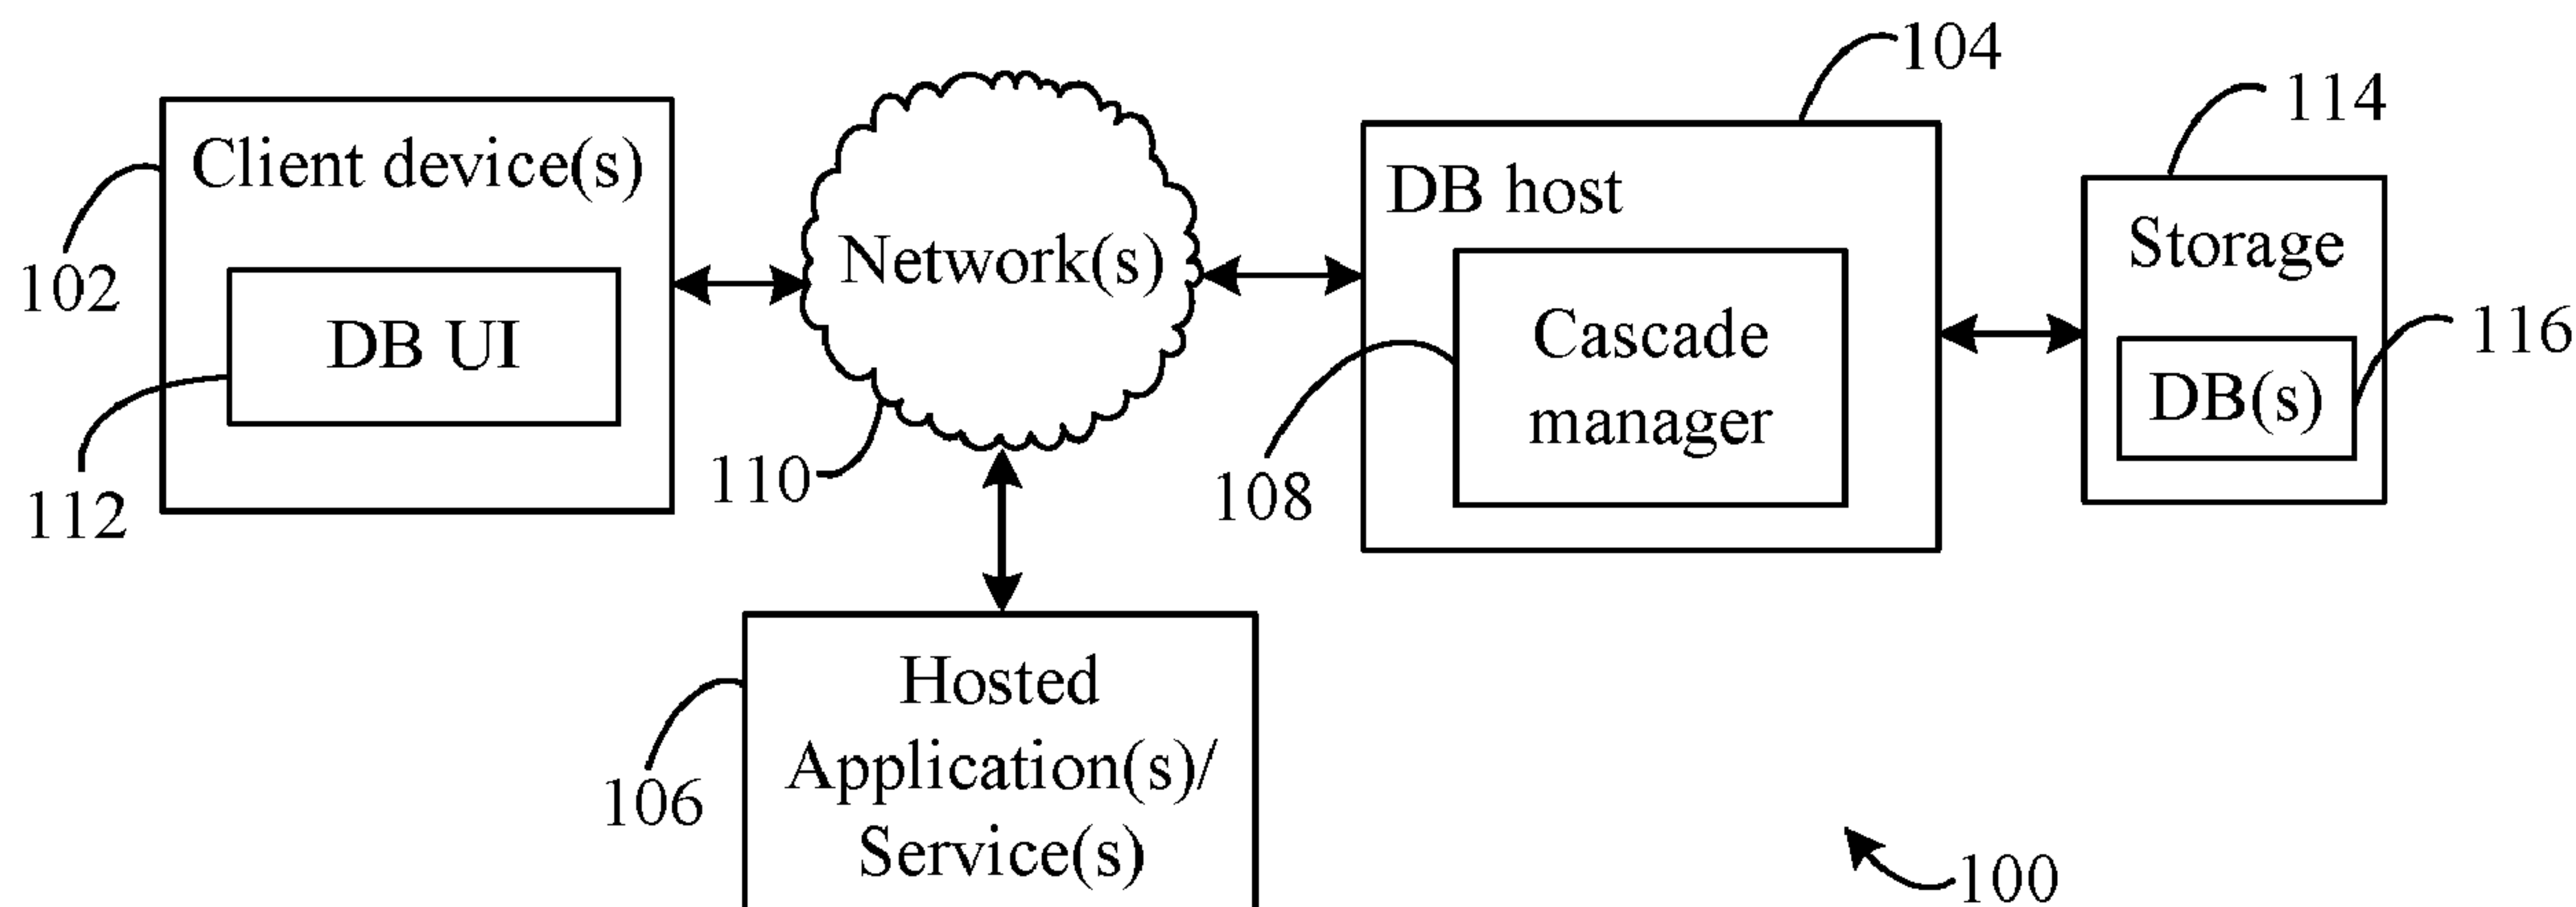 104
114
Client device(s)
DB host
Storage
Network(s)
102
DB UI
Cascade
manager
116
DB(s)
112
110
108
Hosted
Application(s)/
Service(s)
106
100